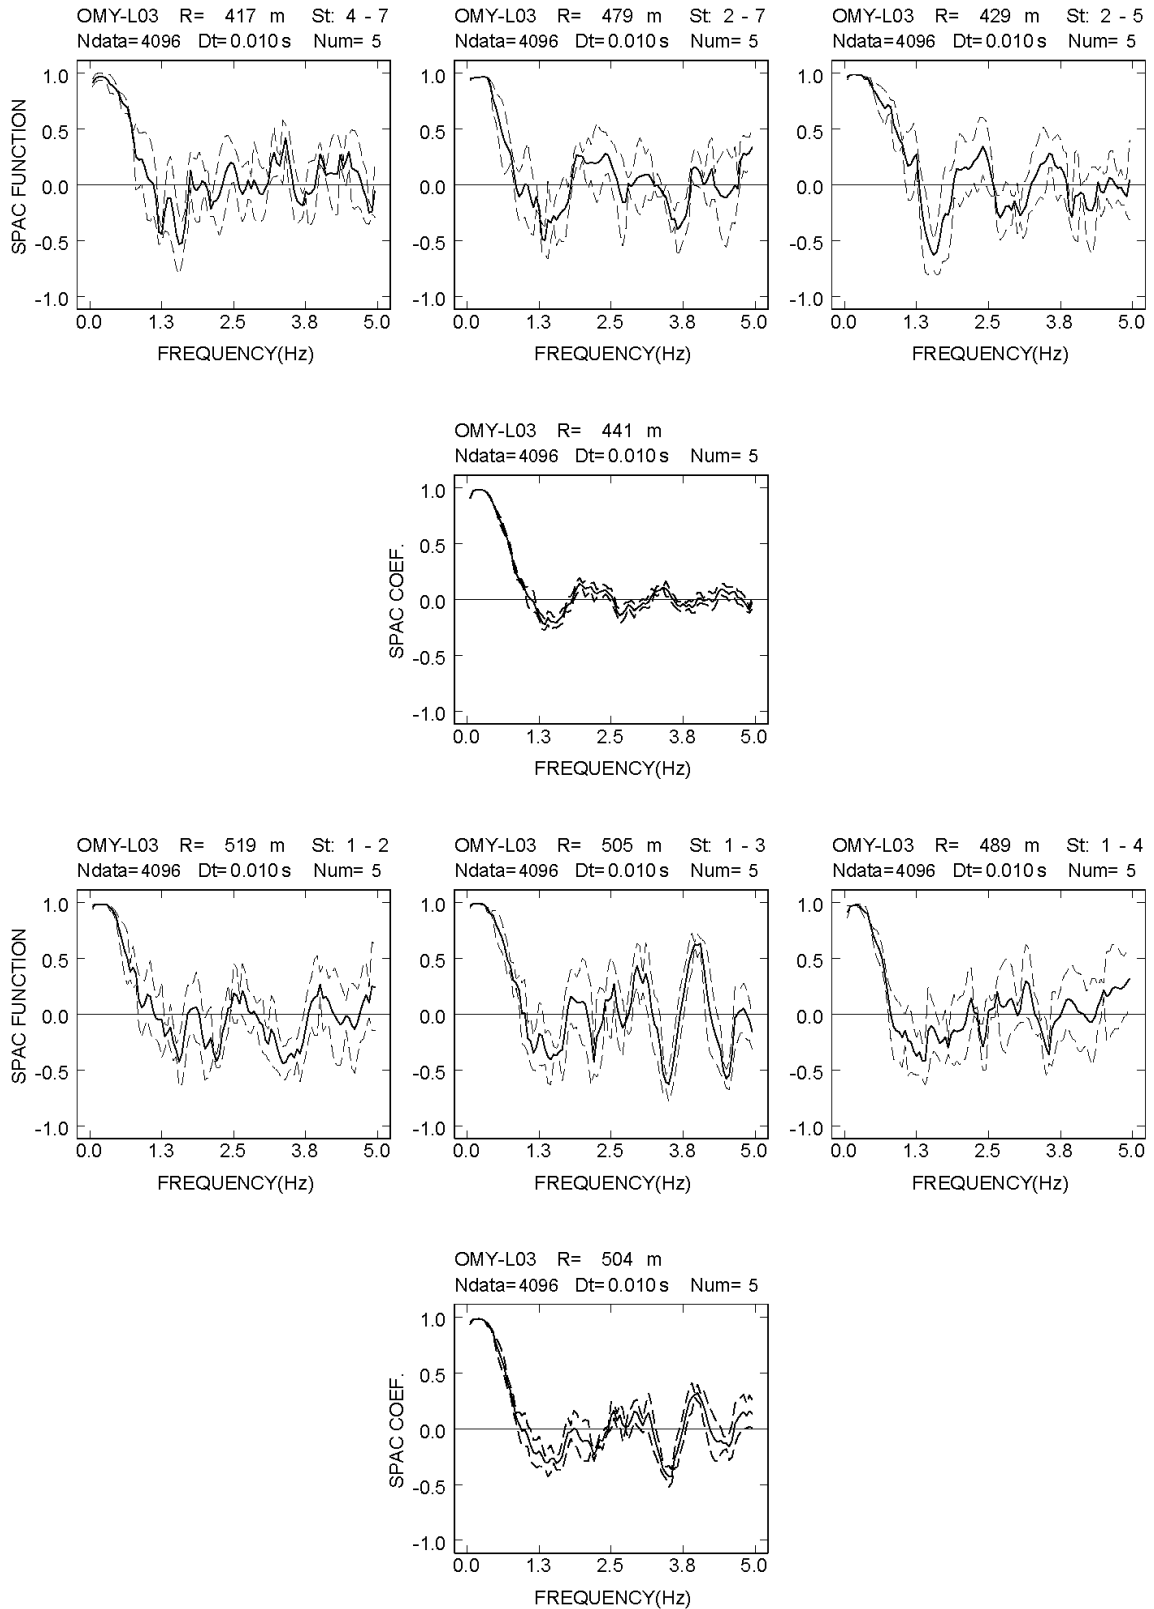 OMY-L03 R= 417 m St: 4 - 7
Ndata=4096 Dt=0.010 s Num= 5
1.0
0.5
0.0
-0.5
-1.0
SPAC FUNCTION
0.0 1.3 2.5 3.8 5.0
FREQUENCY(Hz)
OMY-L03 R= 479 m St: 2 - 7
Ndata=4096 Dt=0.010 s Num= 5
1.0
0.5
0.0
-0.5
-1.0
0.0 1.3 2.5 3.8 5.0
FREQUENCY(Hz)
OMY-L03 R= 429 m St: 2 - 5
Ndata=4096 Dt=0.010 s Num= 5
1.0
0.5
0.0
-0.5
-1.0
0.0 1.3 2.5 3.8 5.0
FREQUENCY(Hz)
OMY-L03 R= 441 m
Ndata=4096 Dt=0.010 s Num= 5
1.0
0.5
0.0
-0.5
-1.0
SPAC COEF.
0.0 1.3 2.5 3.8 5.0
FREQUENCY(Hz)
OMY-L03 R= 519 m St: 1 - 2
Ndata=4096 Dt=0.010 s Num= 5
1.0
0.5
0.0
-0.5
-1.0
SPAC FUNCTION
0.0 1.3 2.5 3.8 5.0
FREQUENCY(Hz)
OMY-L03 R= 505 m St: 1 - 3
Ndata=4096 Dt=0.010 s Num= 5
1.0
0.5
0.0
-0.5
-1.0
0.0 1.3 2.5 3.8 5.0
FREQUENCY(Hz)
OMY-L03 R= 489 m St: 1 - 4
Ndata=4096 Dt=0.010 s Num= 5
1.0
0.5
0.0
-0.5
-1.0
0.0 1.3 2.5 3.8 5.0
FREQUENCY(Hz)
OMY-L03 R= 504 m
Ndata=4096 Dt=0.010 s Num= 5
1.0
0.5
0.0
-0.5
-1.0
SPAC COEF.
0.0 1.3 2.5 3.8 5.0
FREQUENCY(Hz)